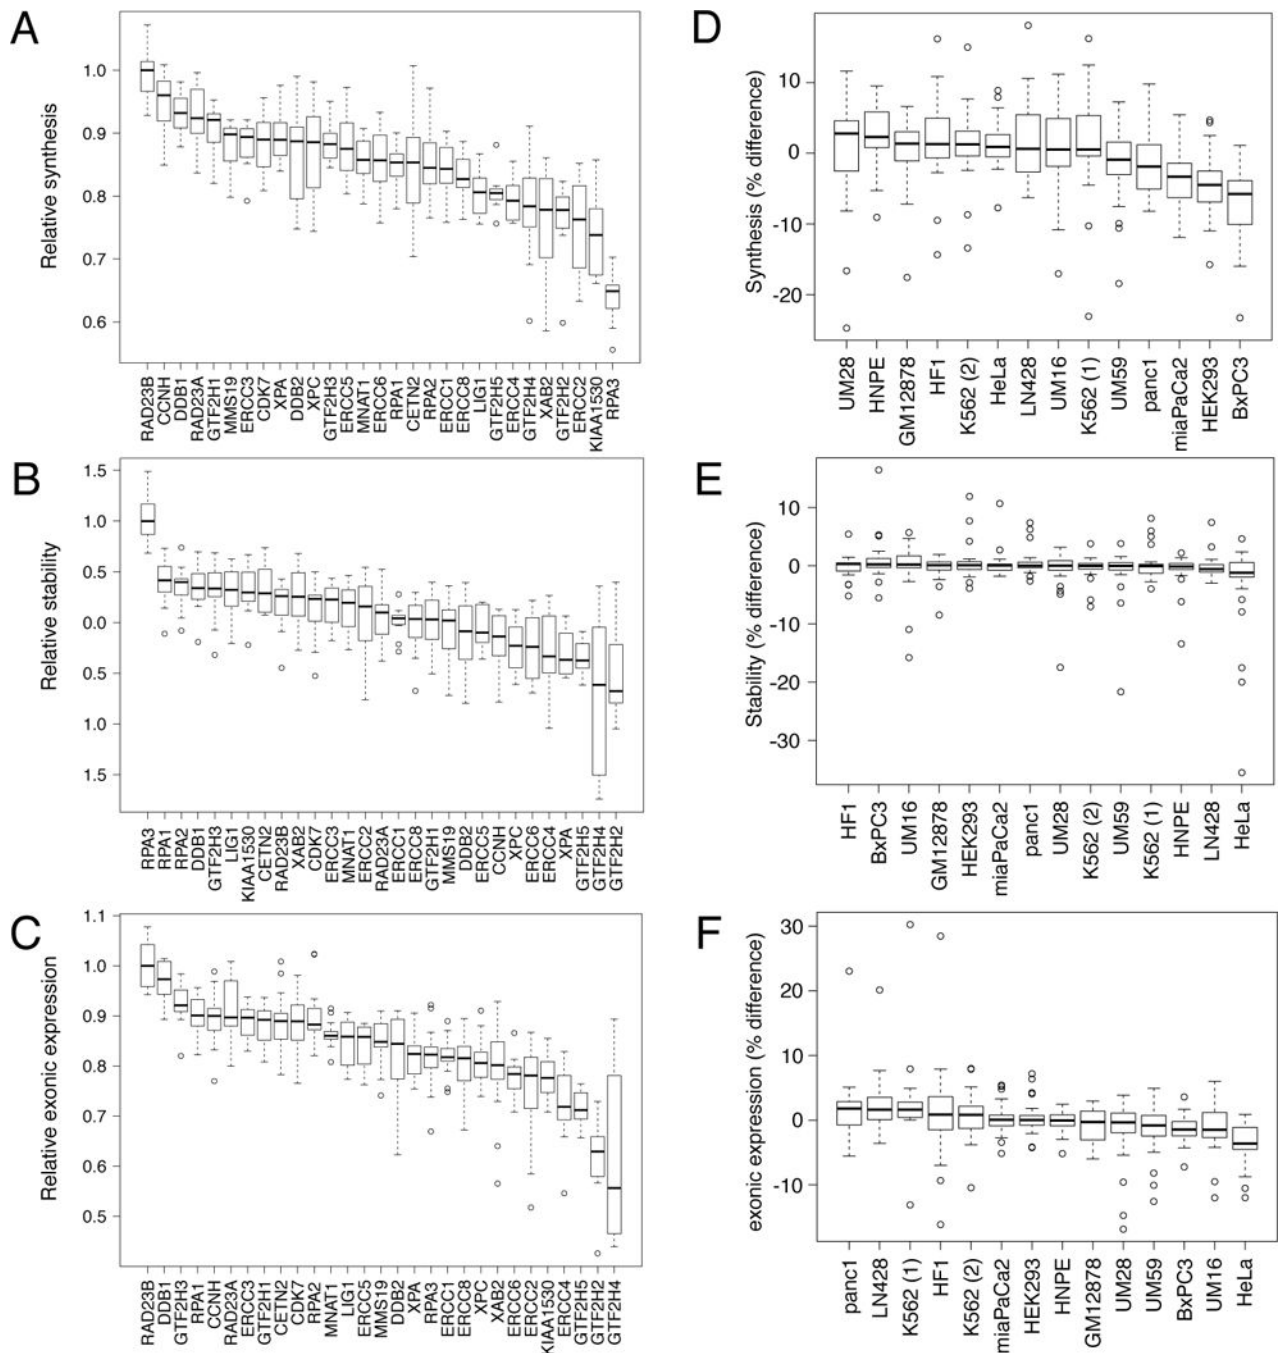 A
Relative synthesis
1.0
0.9
0.8
0.7
0.6
RAD23B
CCNH
DDB1
RAD23A
GTF2H1
MMS19
ERCC3
CDK7
XPA
DDB2
XPC
GTF2H3
ERCC5
MNAT1
ERCC6
RPA1
CETN2
RPA2
ERCC1
ERCC8
LIG1
GTF2H5
ERCC4
GTF2H4
XAB2
GTF2H2
ERCC2
KIAA1530
RPA3
D
Synthesis (% difference)
10
0
-10
-20
UM28
HNPE
GM12878
HF1
K562 (2)
HeLa
LN428
UM16
K562 (1)
UM59
panc1
miaPaCa2
HEK293
BxPC3
B
Relative stability
1.5
1.0
0.5
0.0
0.5
1.0
1.5
RPA3
RPA1
RPA2
DDB1
GTF2H3
LIG1
KIAA1530
CETN2
RAD23B
XAB2
CDK7
ERCC3
MNAT1
ERCC2
RAD23A
ERCC1
ERCC8
GTF2H1
MMS19
DDB2
ERCC5
CCNH
XPC
ERCC6
ERCC4
XPA
GTF2H5
GTF2H4
GTF2H2
E
Stability (% difference)
10
0
-10
-20
-30
HF1
BxPC3
UM16
GM12878
HEK293
miaPaCa2
panc1
UM28
K562 (2)
UM59
K562 (1)
HNPE
LN428
HeLa
C
Relative exonic expression
1.1
1.0
0.9
0.8
0.7
0.6
0.5
RAD23B
DDB1
GTF2H3
RPA1
CCNH
RAD23A
ERCC3
GTF2H1
CETN2
CDK7
RPA2
MNAT1
LIG1
ERCC5
MMS19
DDB2
XPA
RPA3
ERCC1
ERCC8
XPC
XAB2
ERCC6
ERCC2
KIAA1530
ERCC4
GTF2H5
GTF2H2
GTF2H4
F
exonic expression (% difference)
30
20
10
0
-10
panc1
LN428
K562 (1)
HF1
K562 (2)
miaPaCa2
HEK293
HNPE
GM12878
UM28
UM59
BxPC3
UM16
HeLa